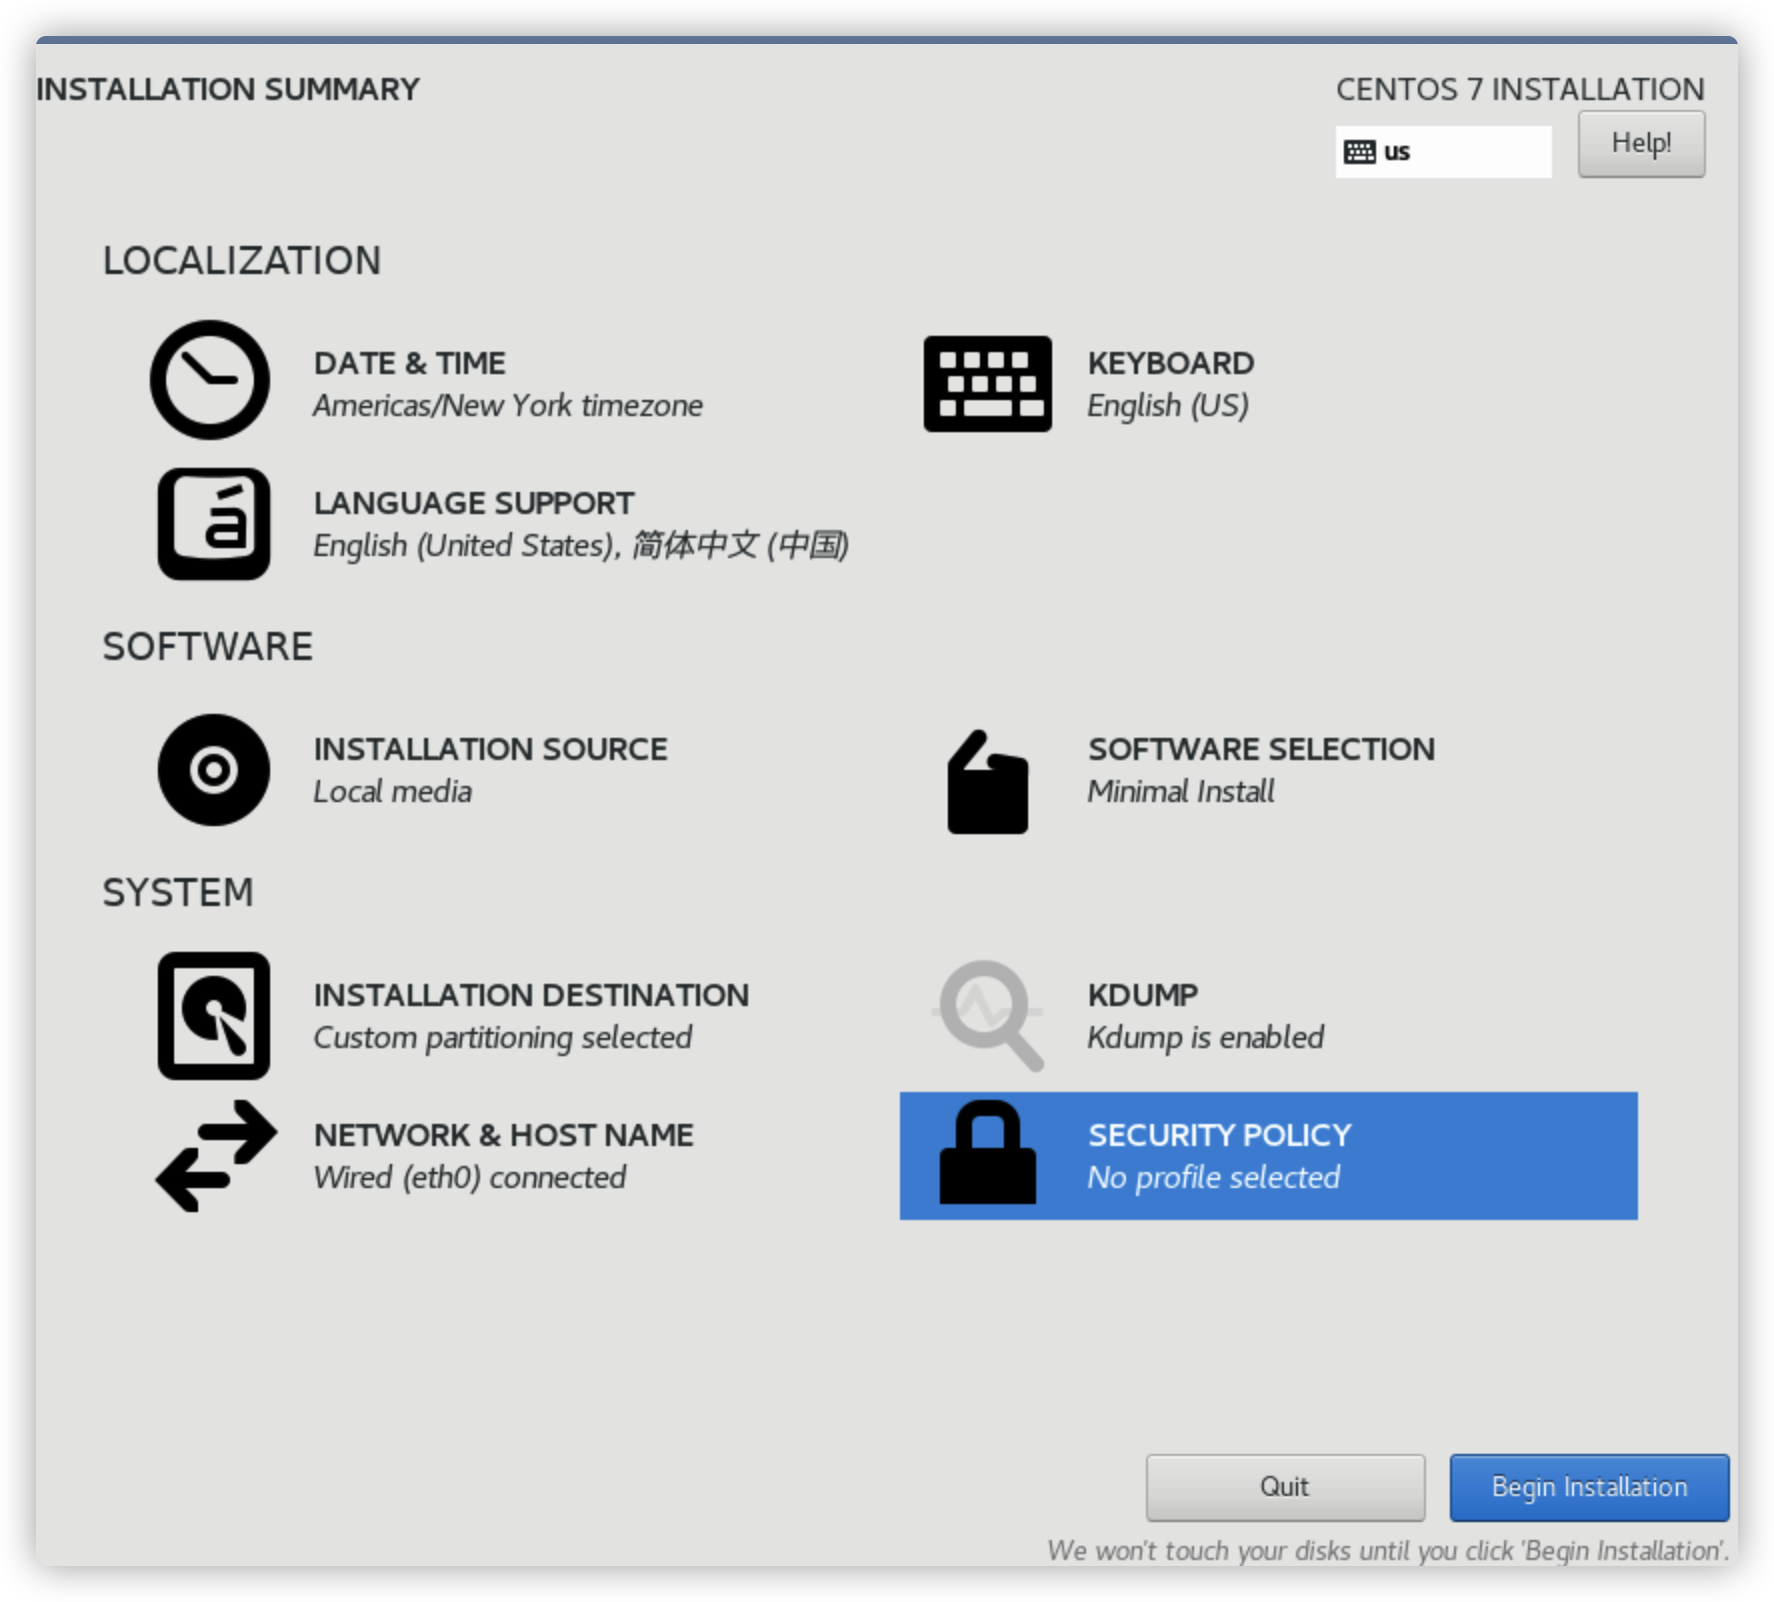 INSTALLATION SUMMARY
CENTOS 7 INSTALLATION
us
Help!
LOCALIZATION
DATE & TIME
Americas/New York timezone
KEYBOARD
English (US)
LANGUAGE SUPPORT
English (United States), 简体中文 (中国)
SOFTWARE
INSTALLATION SOURCE
Local media
SOFTWARE SELECTION
Minimal Install
SYSTEM
INSTALLATION DESTINATION
Custom partitioning selected
KDUMP
Kdump is enabled
NETWORK & HOST NAME
Wired (eth0) connected
SECURITY POLICY
No profile selected
Quit
Begin Installation
We won't touch your disks until you click 'Begin Installation'.